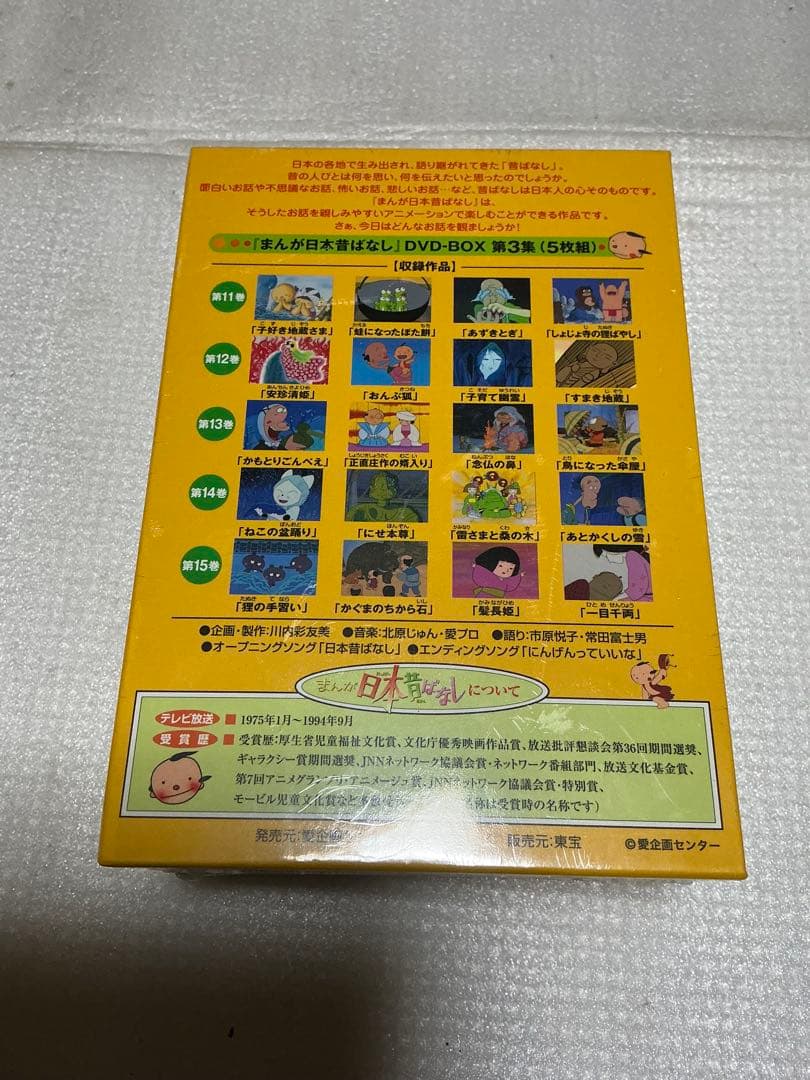 日本の各地で生み出され、語り継がれてきた「昔ばなし」。
昔の人びとは何を思い、何を伝えたいと思ったのでしょうか。
面白いお話や不思議なお話、怖いお話、悲しいお話…など、昔ばなしは日本人の心そのものです。
『まんが日本昔ばなし』は、
そうしたお話を親しみやすいアニメーションで楽しむことができる作品です。
さぁ、今日はどんなお話を観ましょうか!
『まんが日本昔ばなし』DVD-BOX 第3集(5枚組)
【収録作品】
第11巻
「子好き地蔵さま」 「蛙になったぼた餅」 「あずきとぎ」 「しょじょ寺の狸ばやし」
第12巻
「安珍清姫」 「おんぶ狐」 「子育て幽霊」 「すまき地蔵」
第13巻
「かもとりごんべえ」 「正直庄作の婿入り」 「念仏の鼻」 「鳥になった傘屋」
第14巻
「ねこの盆踊り」 「にせ本尊」 「雷さまと桑の木」 「あとかくしの雪」
第15巻
「狸の手習い」 「かぐまのちから石」 「髪長姫」 「一目千両」
●企画・製作:川内彩友美 ●音楽:北原じゅん・愛プロ ●語り:市原悦子・常田富士男
●オープニングソング「日本昔ばなし」 ●エンディングソング「にんげんっていいな」
まんが日本昔ばなしについて
テレビ放送 ■ 1975年1月〜1994年9月
受賞歴 ■ 受賞歴:厚生省児童福祉文化賞、文化庁優秀映画作品賞、放送批評懇談会第36回期間選奨、
ギャラクシー賞期間選奨、JNNネットワーク協議会賞・ネットワーク番組部門、放送文化基金賞、
第7回アニメグランプリ・アニメージュ賞、JNNネットワーク協議会賞・特別賞、
モービル児童文化賞など多数受賞 称は受賞時の名称です)
発売元:愛企画 販売元:東宝 ©愛企画センター